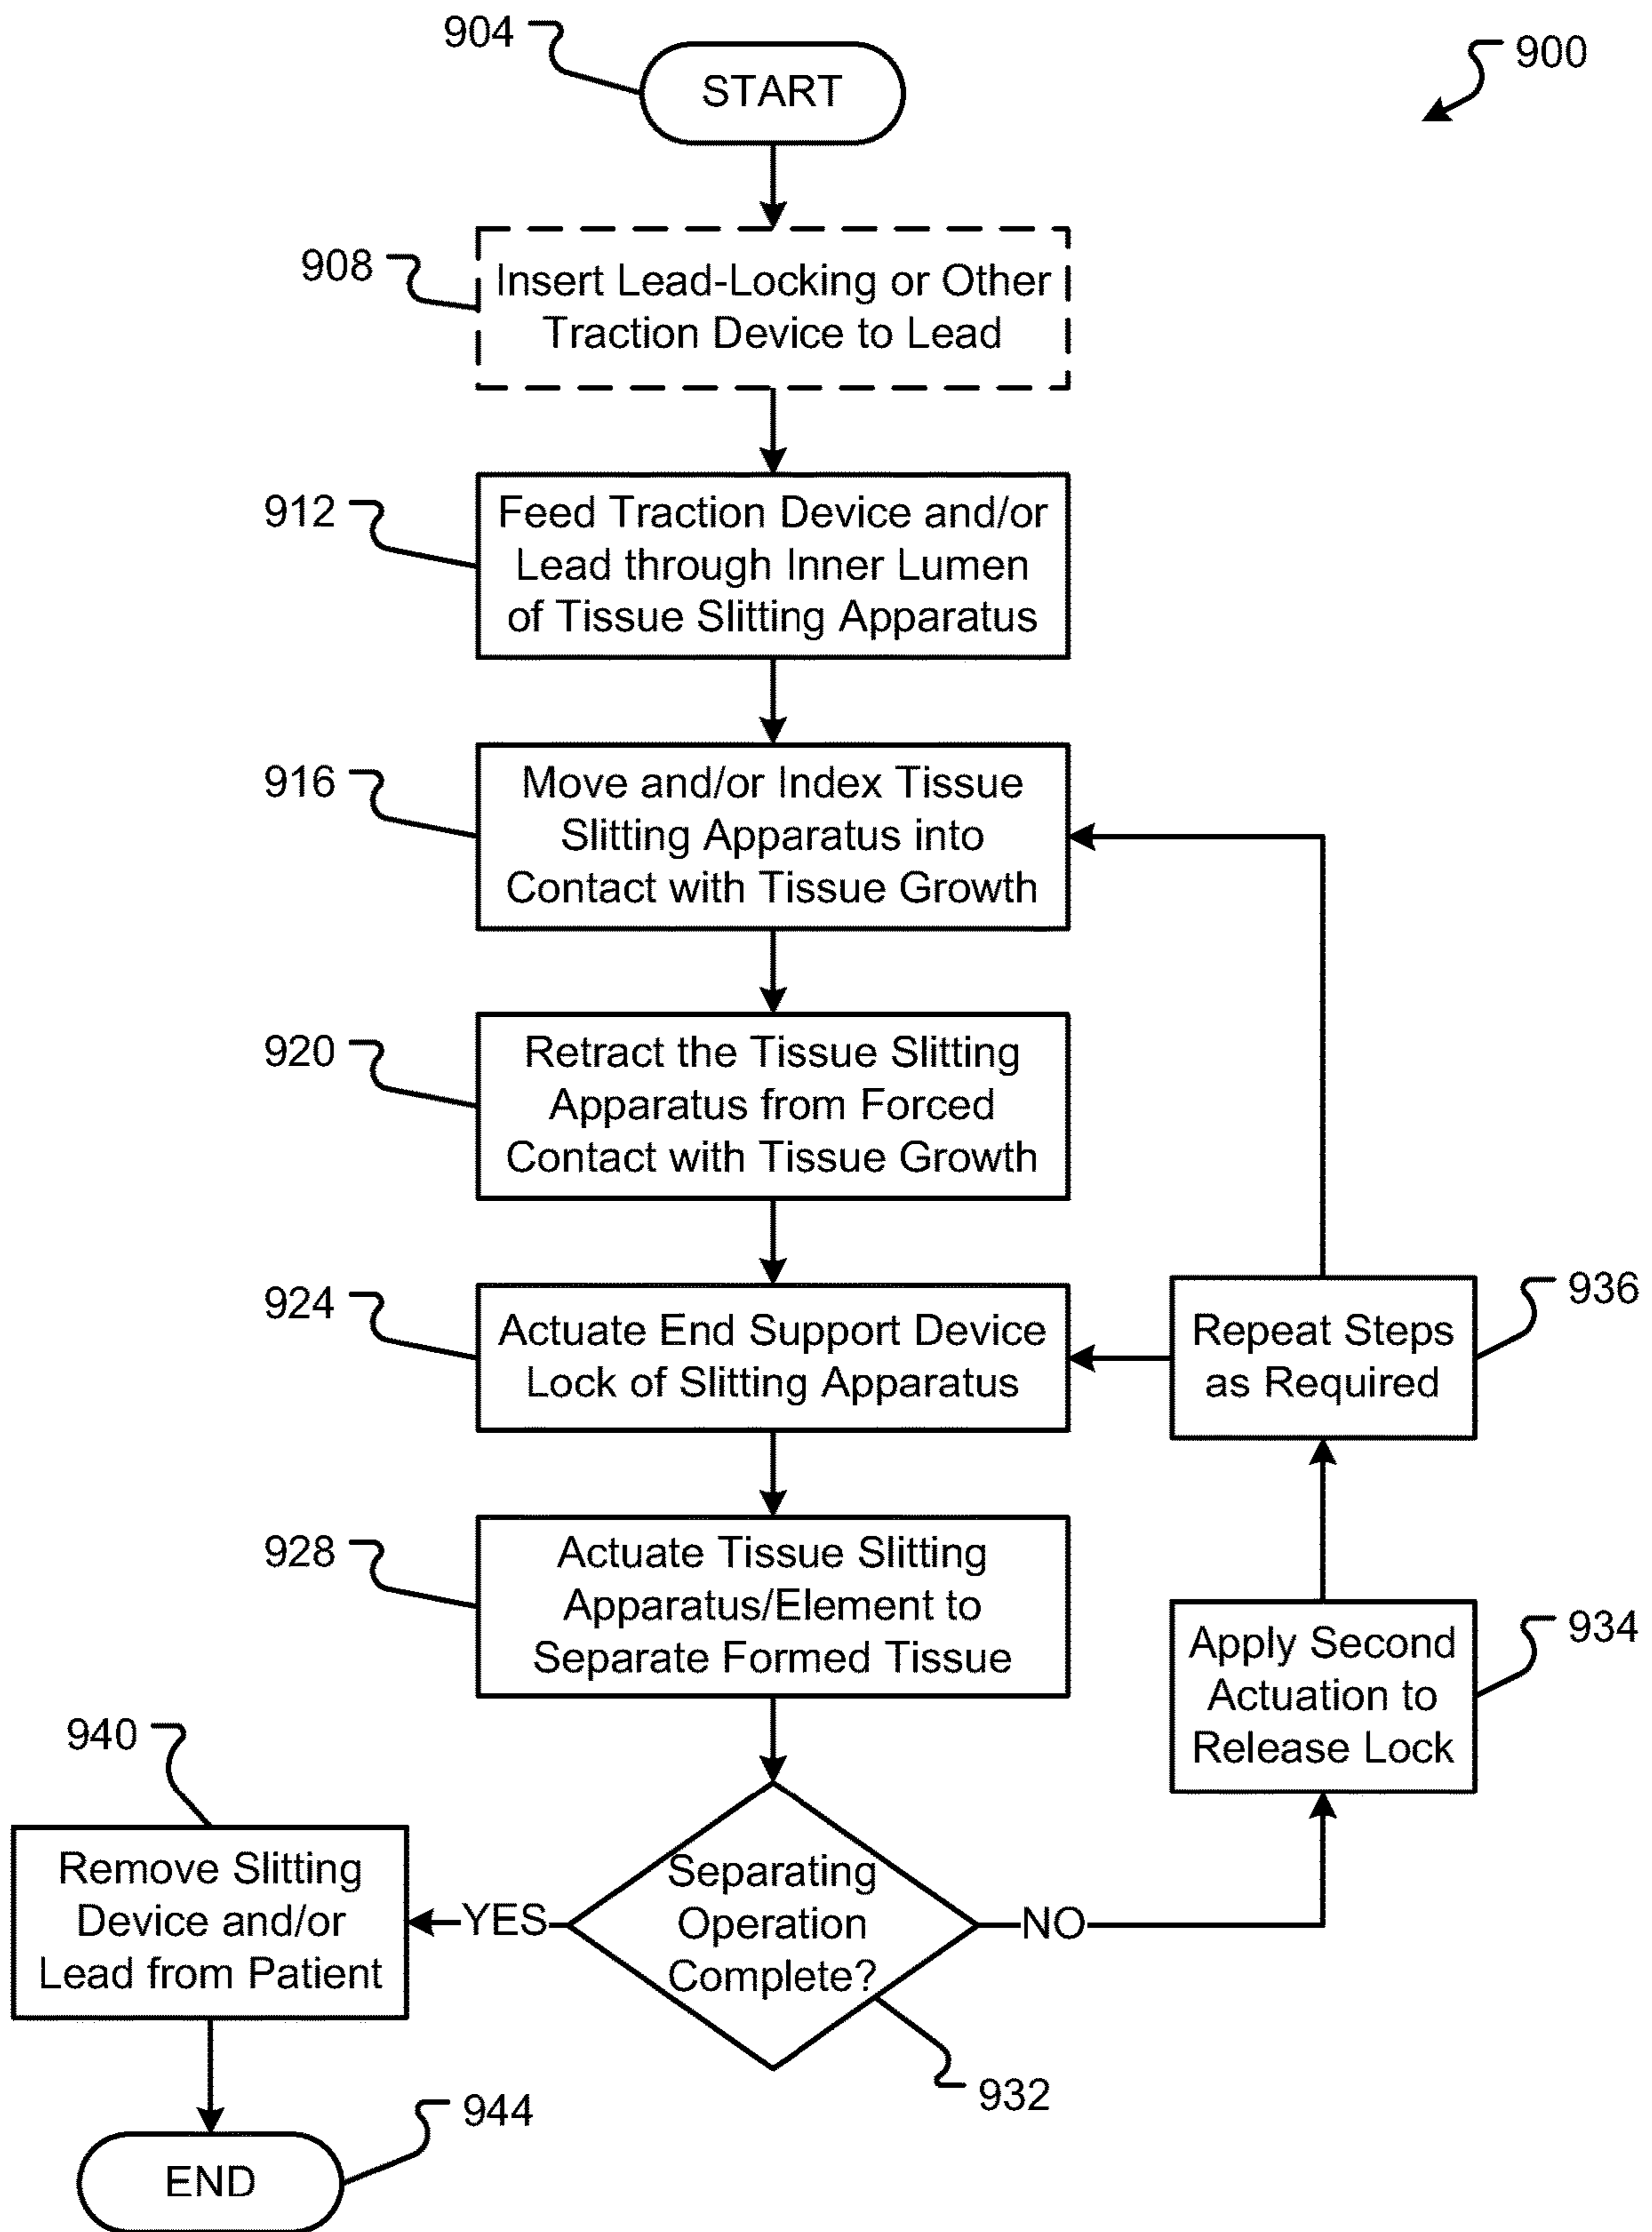 904
START
900
908
Insert Lead-Locking or Other
Traction Device to Lead
912
Feed Traction Device and/or
Lead through Inner Lumen
of Tissue Slitting Apparatus
916
Move and/or Index Tissue
Slitting Apparatus into
Contact with Tissue Growth
920
Retract the Tissue Slitting
Apparatus from Forced
Contact with Tissue Growth
924
Actuate End Support Device
Lock of Slitting Apparatus
936
Repeat Steps
as Required
928
Actuate Tissue Slitting
Apparatus/Element to
Separate Formed Tissue
934
Apply Second
Actuation to
Release Lock
940
Remove Slitting
Device and/or
Lead from Patient
YES
Separating
Operation
Complete?
NO
932
944
END